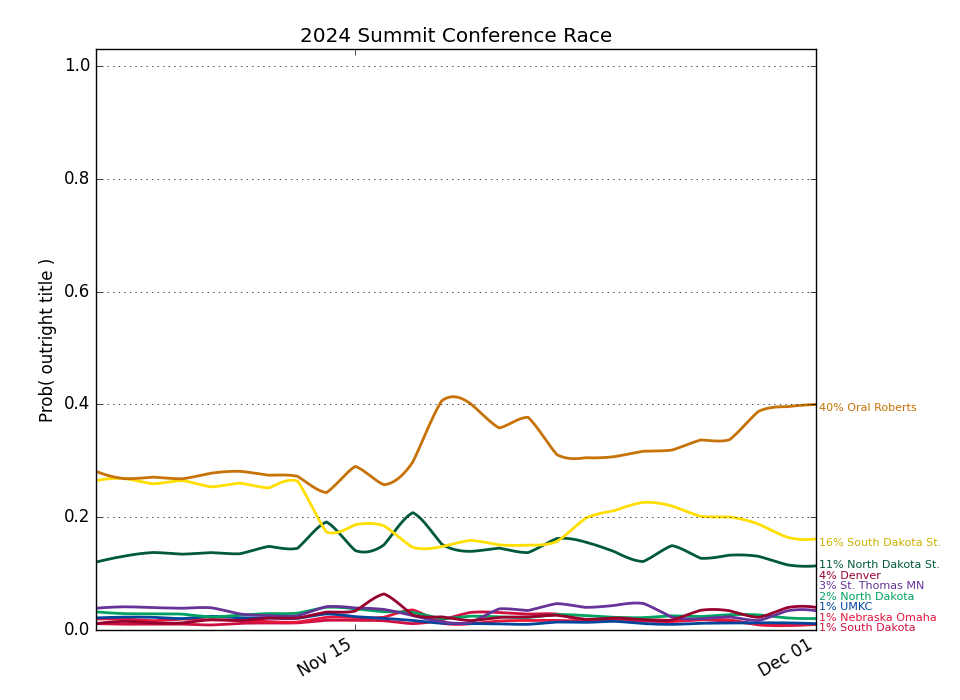 2024 Summit Conference Race
Prob( outright title )
1.0
0.8
0.6
0.4
0.2
0.0
40% Oral Roberts
16% South Dakota St.
11% North Dakota St.
4% Denver
3% St. Thomas MN
2% North Dakota
1% UMKC
1% Nebraska Omaha
1% South Dakota
Nov 15
Dec 01